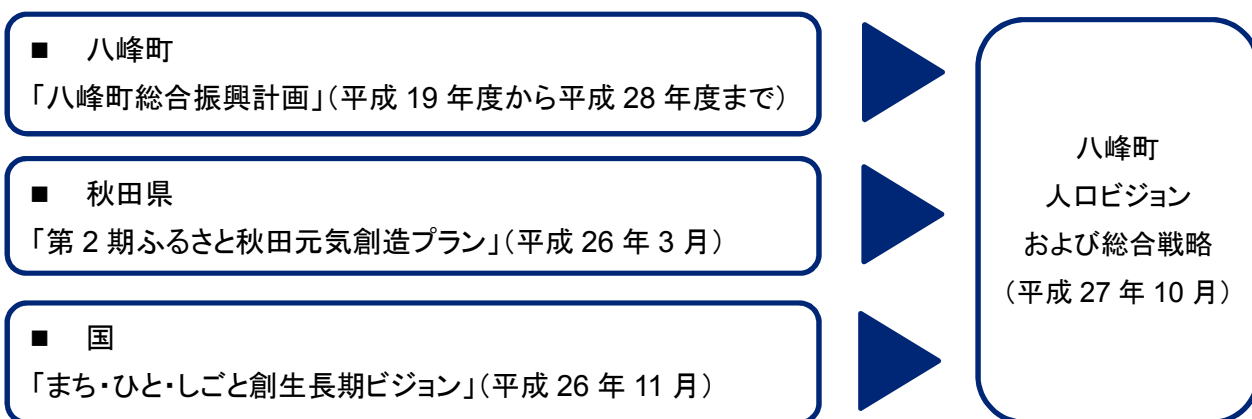 ■ 八峰町
「八峰町総合振興計画」（平成 19 年度から平成 28 年度まで）
■ 秋田県
「第 2 期ふるさと秋田元気創造プラン」（平成 26 年 3 月）
■ 国
「まち・ひと・しごと創生長期ビジョン」（平成 26 年 11 月）
八峰町
人口ビジョン
および総合戦略
（平成 27 年 10 月）